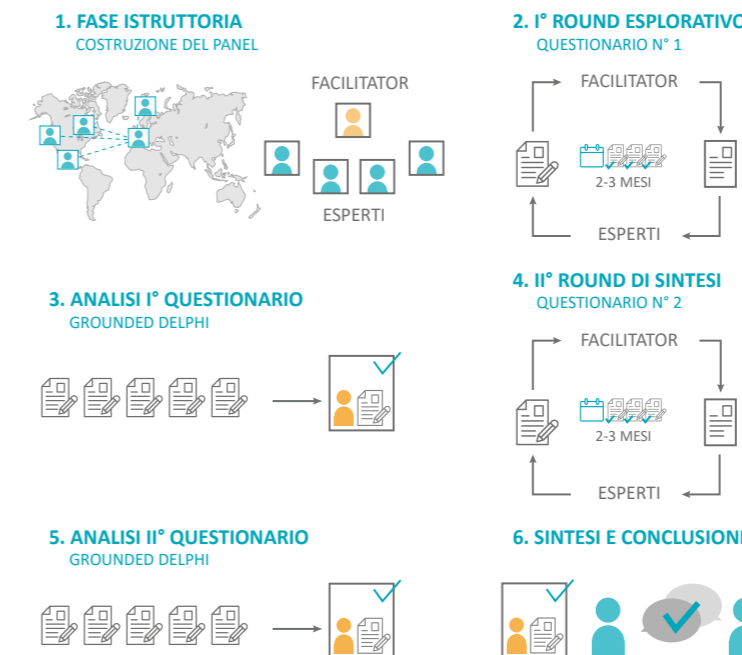 1. FASE ISTRUTTORIA
COSTRUZIONE DEL PANEL
FACILITATOR
ESPERTI
2. I° ROUND ESPLORATIVO
QUESTIONARIO N° 1
FACILITATOR
2-3 MESI
ESPERTI
3. ANALISI I° QUESTIONARIO
GROUNDED DELPHI
4. II° ROUND DI SINTESI
QUESTIONARIO N° 2
FACILITATOR
2-3 MESI
ESPERTI
5. ANALISI II° QUESTIONARIO
GROUNDED DELPHI
6. SINTESI E CONCLUSIONI